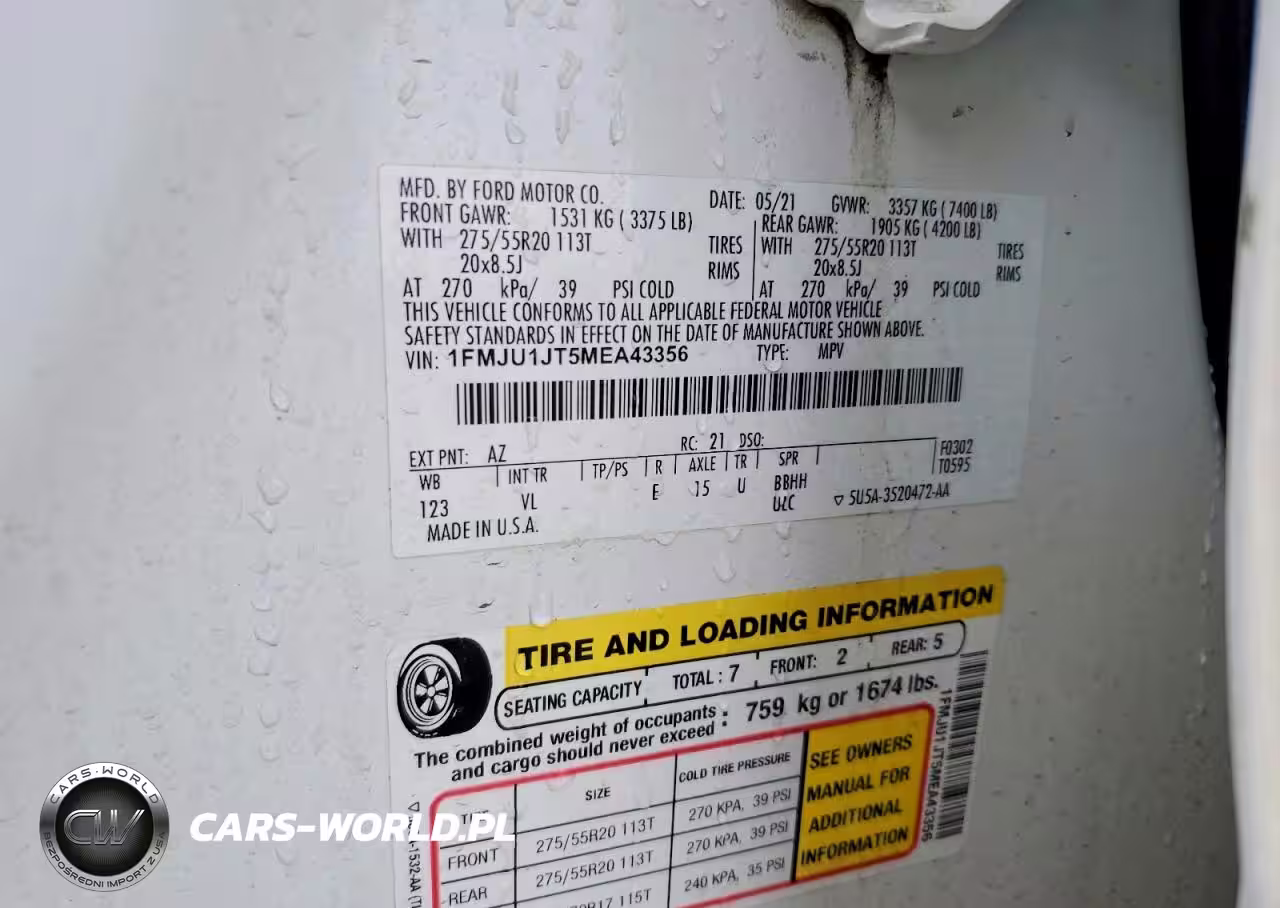 MFD. BY FORD MOTOR CO. DATE: 05/21 GVWR: 3357 KG ( 7400 LB)
FRONT GAWR: 1531 KG ( 3375 LB) REAR GAWR: 1905 KG ( 4200 LB)
WITH 275/55R20 113T TIRES WITH 275/55R20 113T TIRES
20x8.5J RIMS 20x8.5J RIMS
AT 270 kPa/ 39 PSI COLD AT 270 kPa/ 39 PSI COLD
THIS VEHICLE CONFORMS TO ALL APPLICABLE FEDERAL MOTOR VEHICLE
SAFETY STANDARDS IN EFFECT ON THE DATE OF MANUFACTURE SHOWN ABOVE.
VIN: 1FMJU1JT5MEA43356 TYPE: MPV
EXT PNT: AZ RC: 21 DSO:
WB INT TR TP/PS R AXLE TR SPR F0302
T0595
123 VL E 15 U BBHH
5U5A-3520472-AA
MADE IN U.S.A.
TIRE AND LOADING INFORMATION
SEATING CAPACITY TOTAL : 7 FRONT: 2 REAR: 5
The combined weight of occupants and cargo should never exceed : 759 kg or 1674 lbs.
SIZE COLD TIRE PRESSURE
FRONT 275/55R20 113T 270 KPA, 39 PSI
REAR 275/55R20 113T 270 KPA, 39 PSI
115T 240 KPA, 35 PSI
SEE OWNERS
MANUAL FOR
ADDITIONAL
INFORMATION
1FMJU1JT5MEA43356
CARS-WORLD
CW
BEZPOŚREDNI IMPORT Z USA
CARS-WORLD.PL